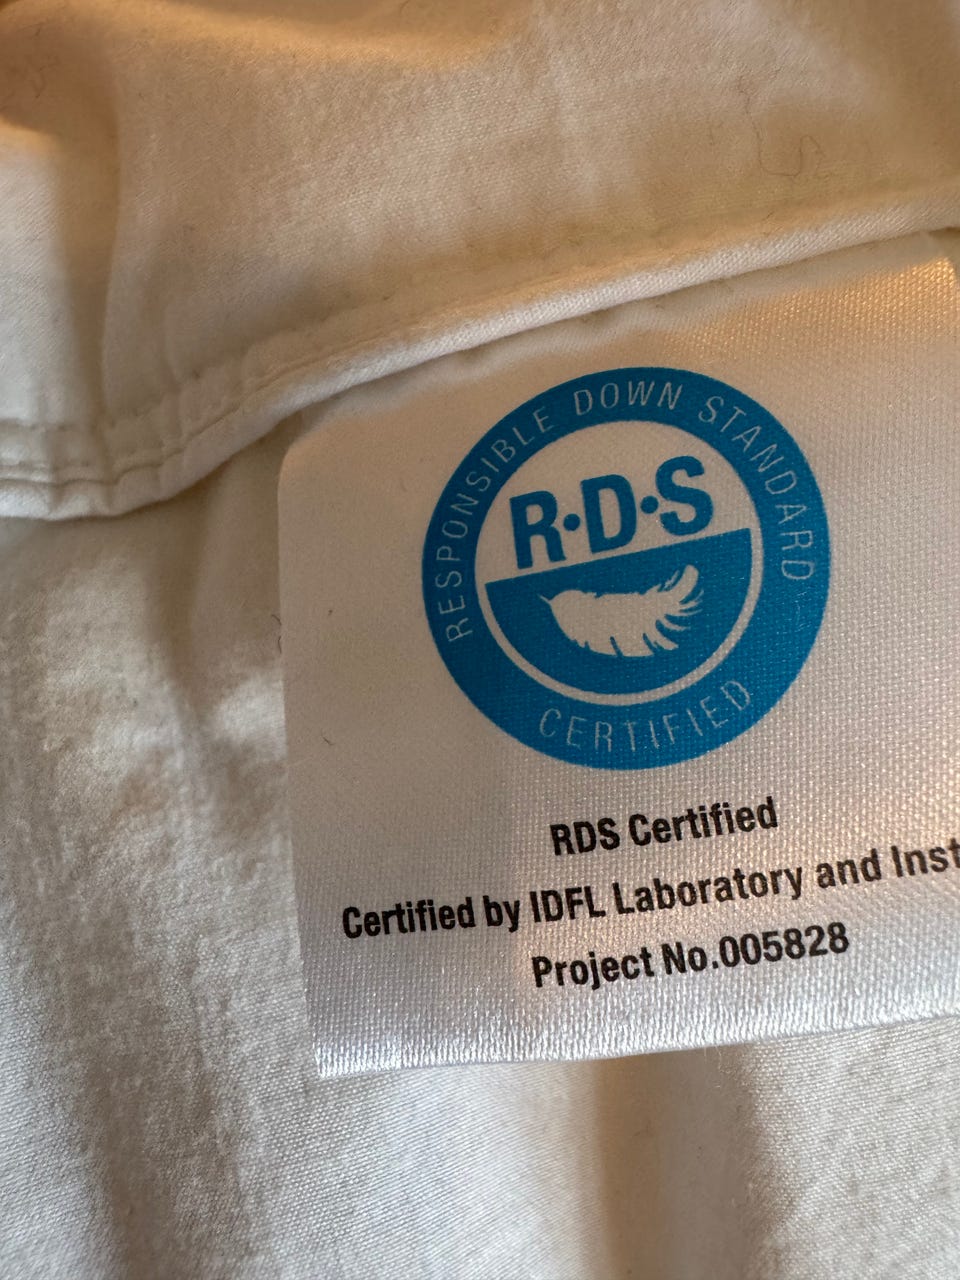 RESPONSIBLE DOWN STANDARD
R·D·S
CERTIFIED
RDS Certified
Certified by IDFL Laboratory and Inst
Project No.005828